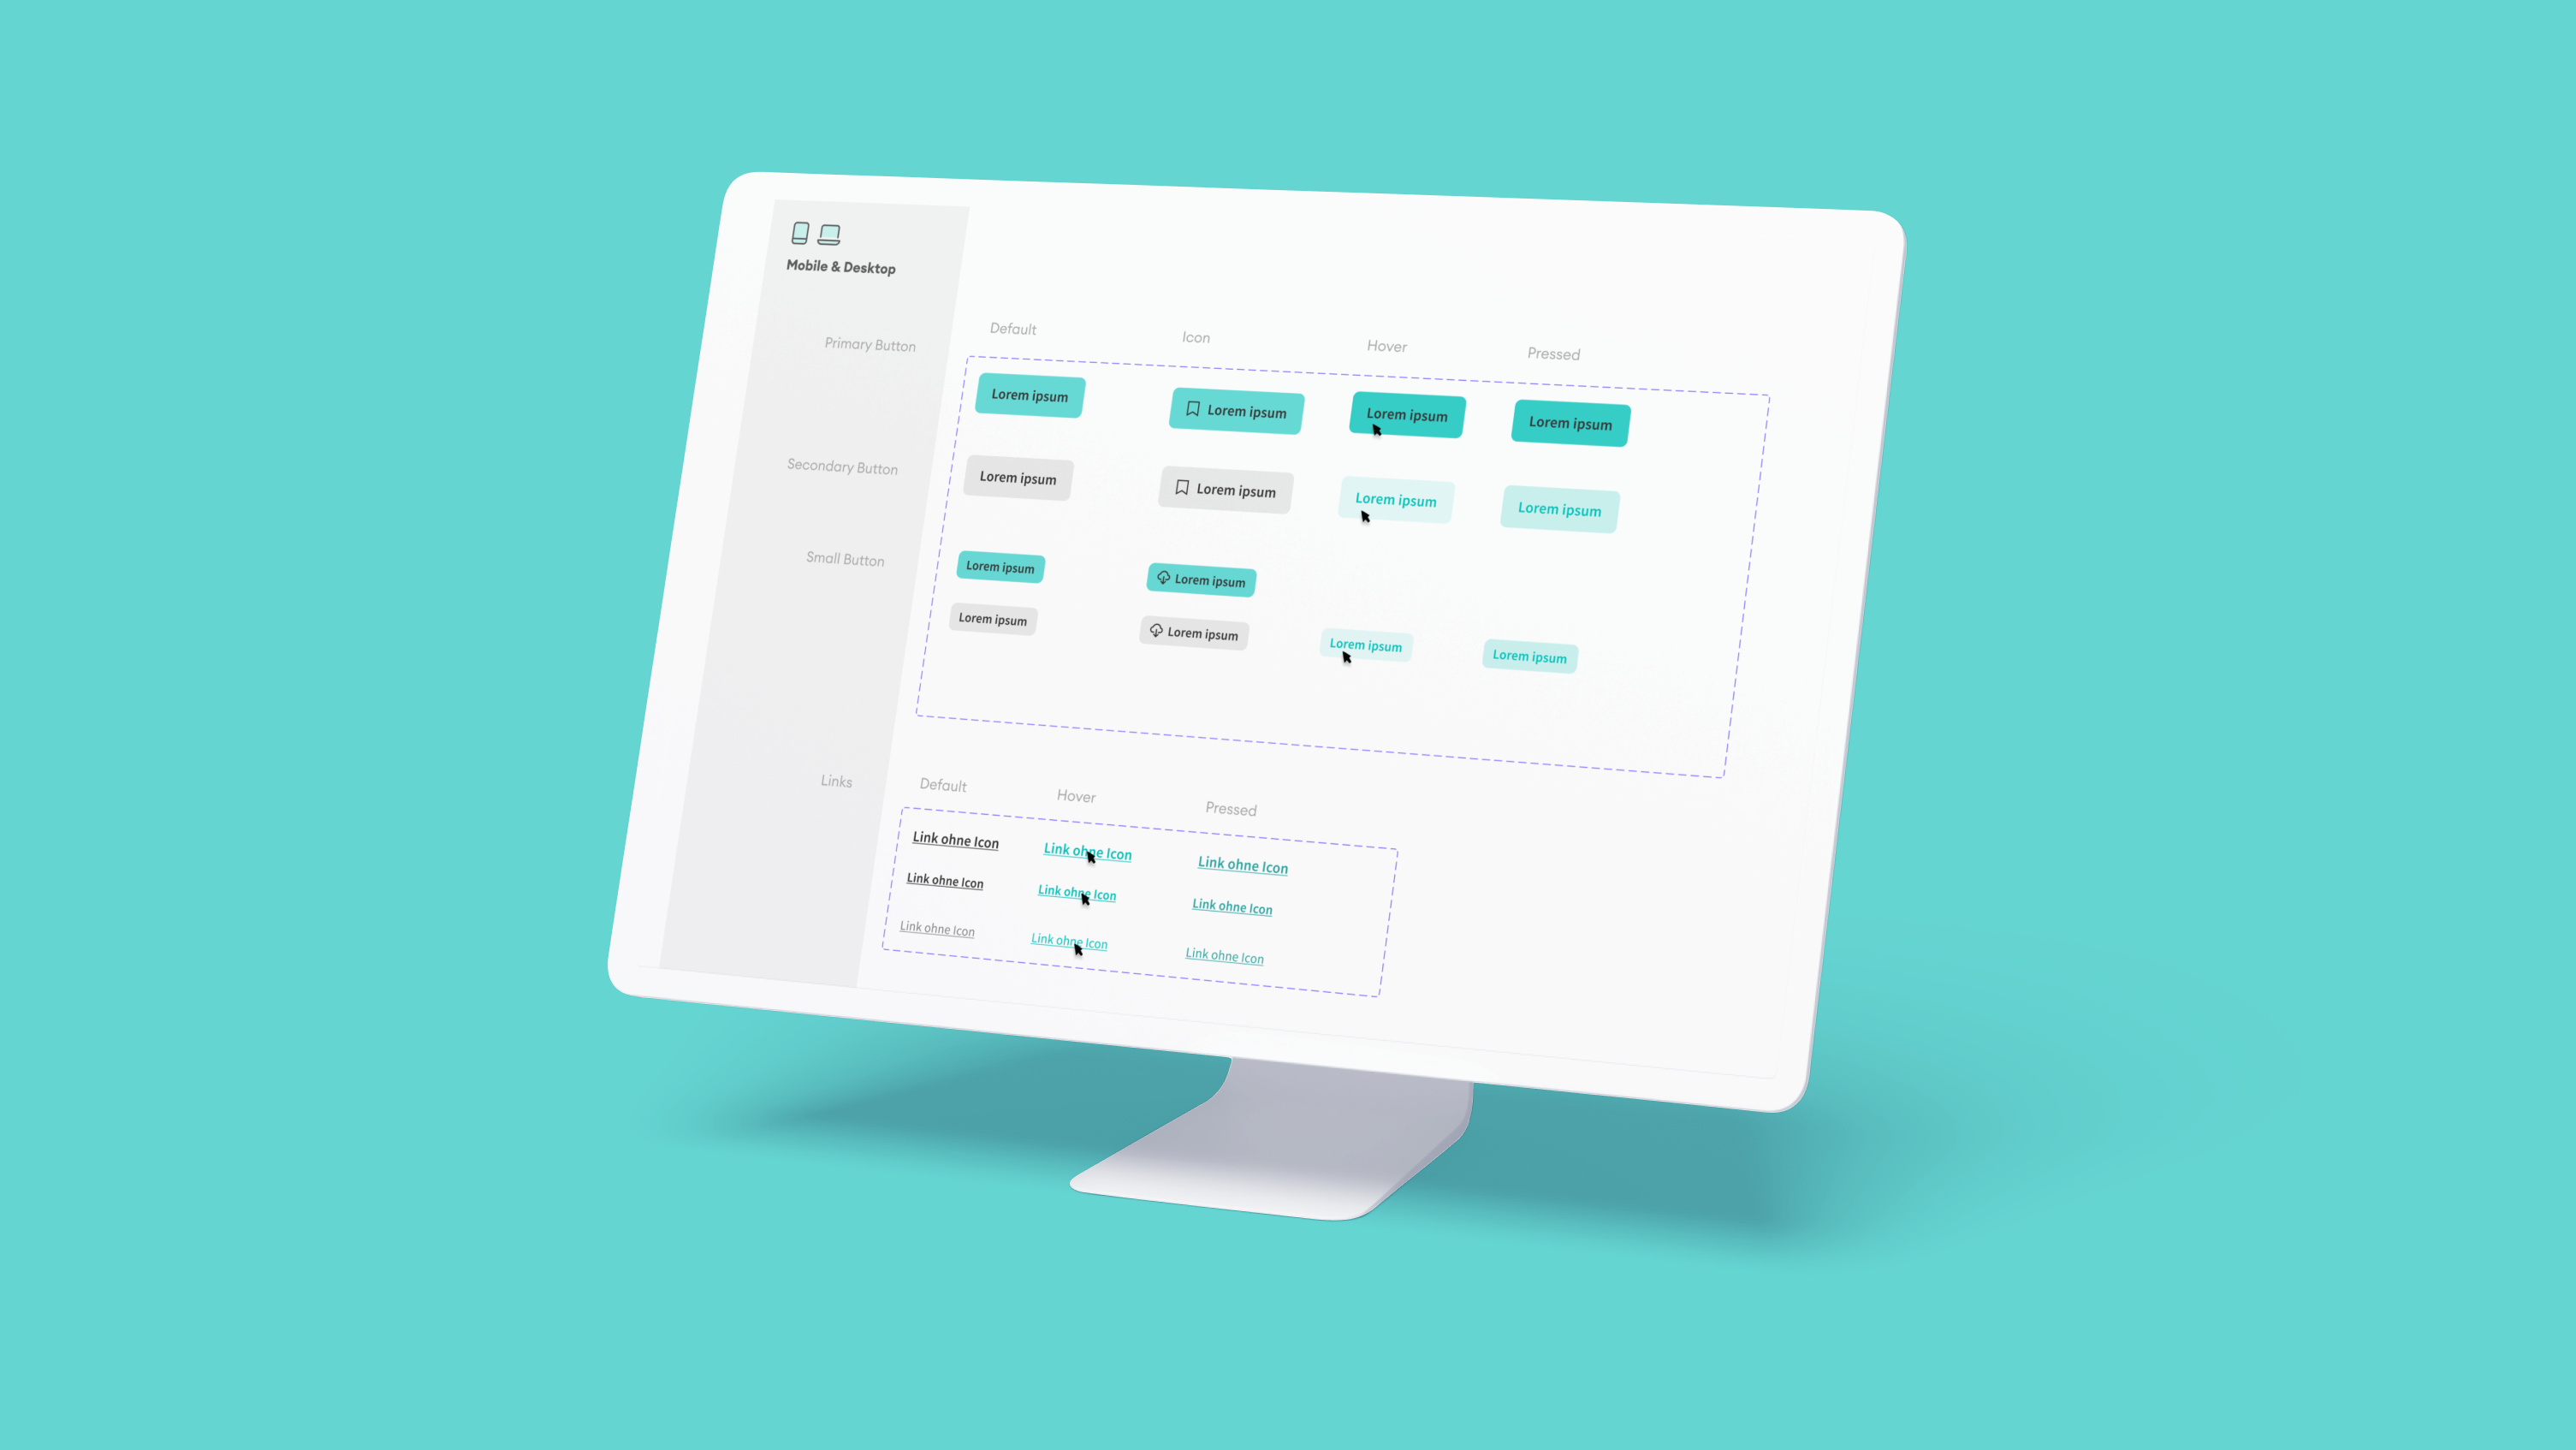 Mobile & Desktop
Default
Icon
Hover
Pressed
Primary Button
Lorem ipsum
Lorem ipsum
Lorem ipsum
Lorem ipsum
Secondary Button
Lorem ipsum
Lorem ipsum
Lorem ipsum
Lorem ipsum
Small Button
Lorem ipsum
Lorem ipsum
Lorem ipsum
Lorem ipsum
Lorem ipsum
Lorem ipsum
Links
Default
Hover
Pressed
Link ohne Icon
Link ohne Icon
Link ohne Icon
Link ohne Icon
Link ohne Icon
Link ohne Icon
Link ohne Icon
Link ohne Icon
Link ohne Icon